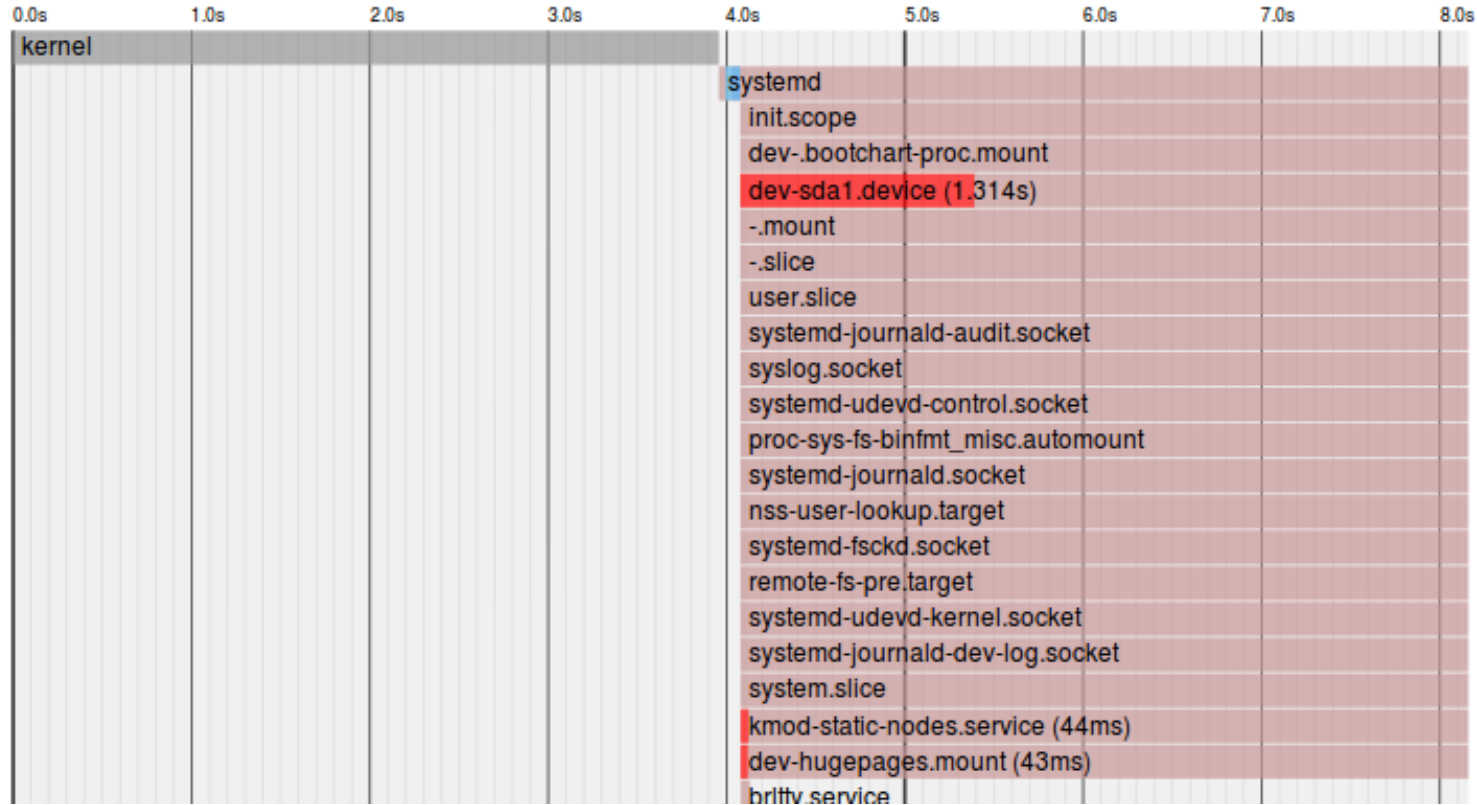 0.0s 1.0s 2.0s 3.0s 4.0s 5.0s 6.0s 7.0s 8.0s
kernel
systemd
init.scope
dev-.bootchart-proc.mount
dev-sda1.device (1.314s)
-.mount
-.slice
user.slice
systemd-journald-audit.socket
syslog.socket
systemd-udevd-control.socket
proc-sys-fs-binfmt_misc.automount
systemd-journald.socket
nss-user-lookup.target
systemd-fsckd.socket
remote-fs-pre.target
systemd-udevd-kernel.socket
systemd-journald-dev-log.socket
system.slice
kmod-static-nodes.service (44ms)
dev-hugepages.mount (43ms)
brltty.service